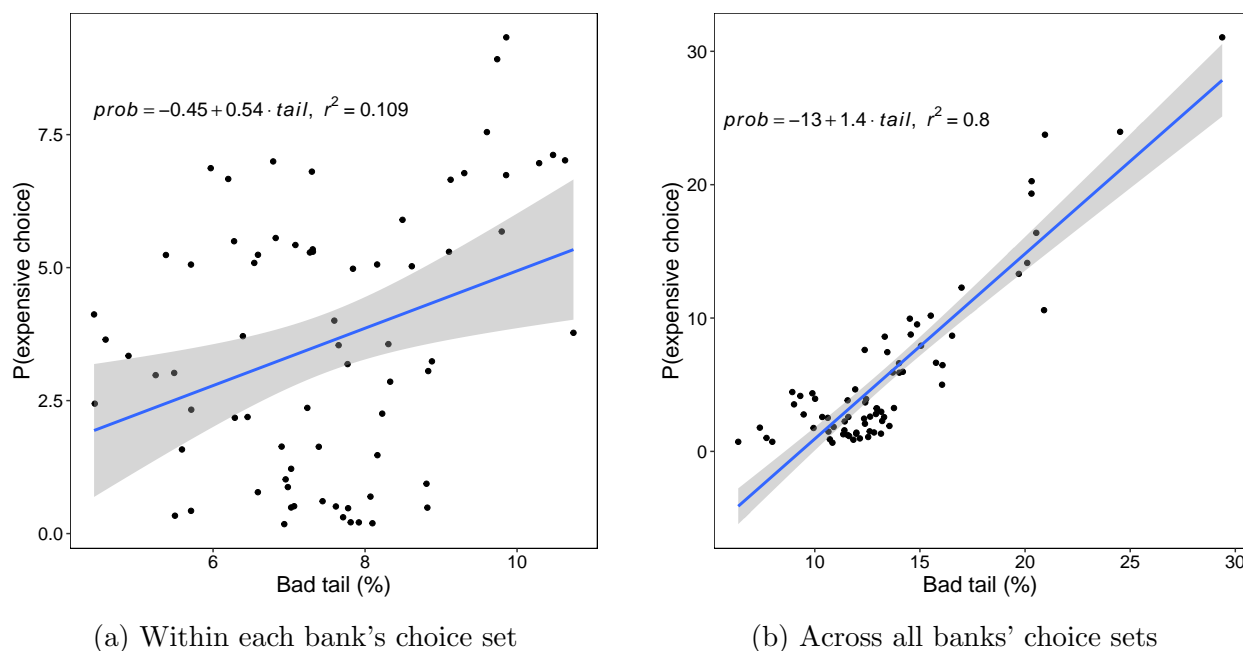 prob = −0.45 + 0.54 · tail, r² = 0.109
P(expensive choice)
7.5
5.0
2.5
0.0
6 8 10
Bad tail (%)
(a) Within each bank's choice set
prob = −13 + 1.4 · tail, r² = 0.8
P(expensive choice)
30
20
10
0
10 15 20 25 30
Bad tail (%)
(b) Across all banks' choice sets